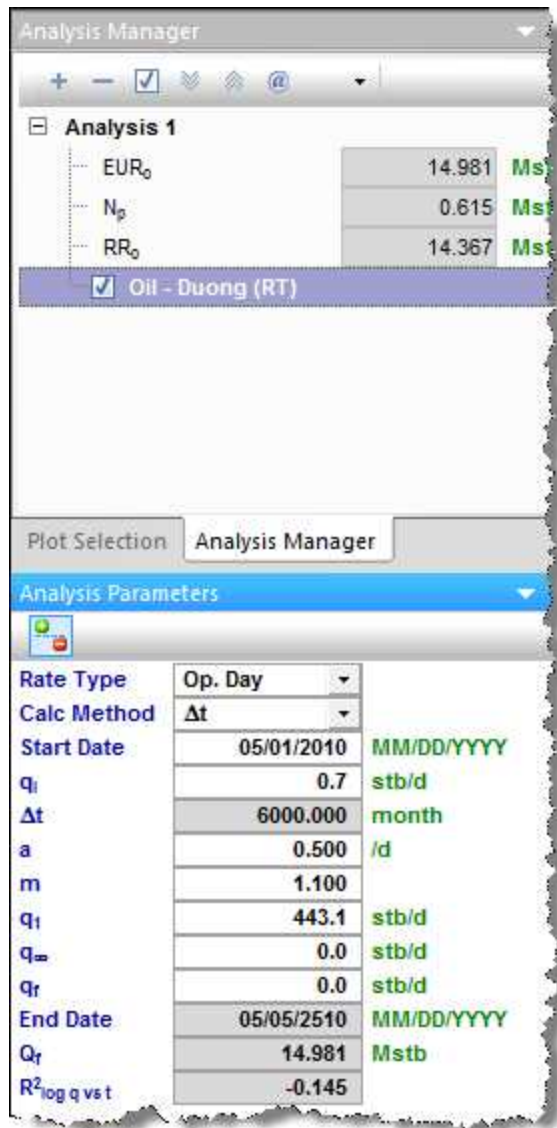 Analysis Manager
@
Analysis 1
EURo 14.981
Np 0.615
RRo 14.367
Oil - Duong (RT)
Plot Selection Analysis Manager
Analysis Parameters
Rate Type Op. Day
Calc Method Δt
Start Date 05/01/2010 MM/DD/YYYY
qi 0.7 stb/d
Δt 6000.000 month
a 0.500 /d
m 1.100
q1 443.1 stb/d
q∞ 0.0 stb/d
qf 0.0 stb/d
End Date 05/05/2510 MM/DD/YYYY
Qf 14.981 Mstb
R²log q vs t -0.145